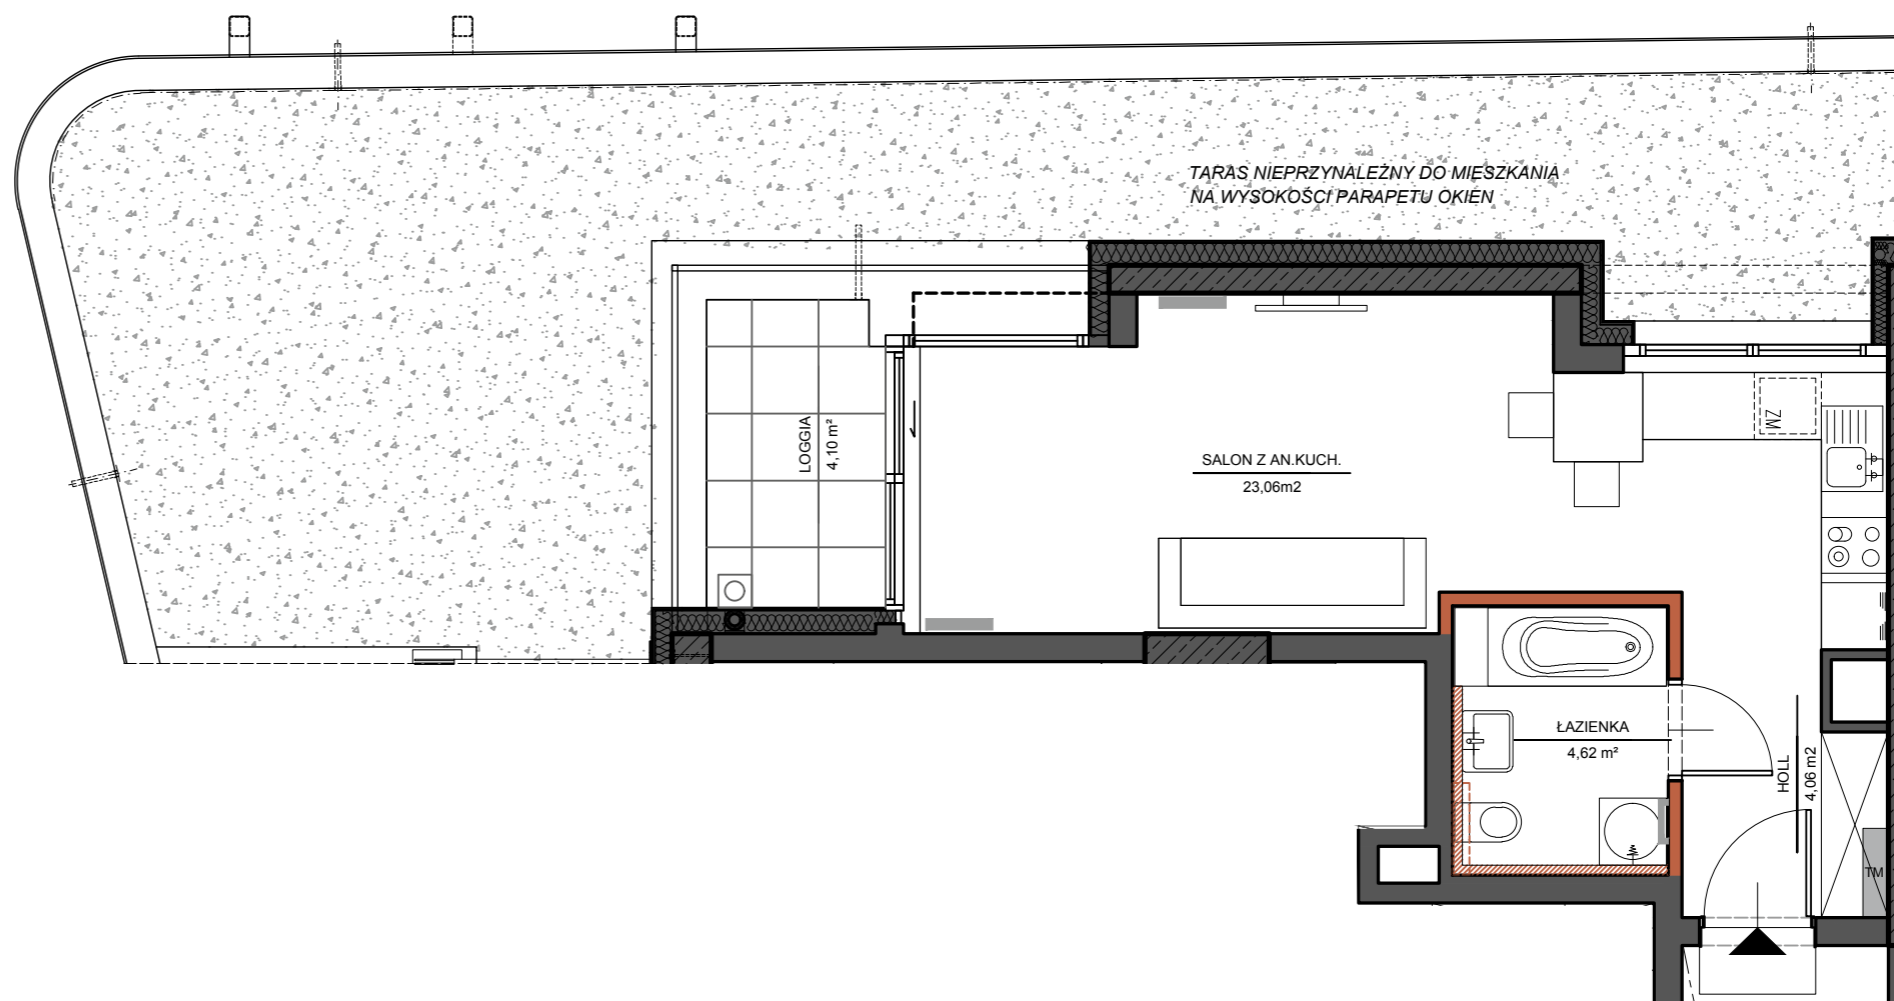 TARAS NIEPRZYNALEŻNY DO MIESZKANIA
NA WYSOKOŚCI PARAPETU OKIEN
LOGGIA
4,10 m²
SALON Z AN.KUCH.
23,06m2
ZM
ŁAZIENKA
4,62 m²
HOLL
4,06 m2
TM